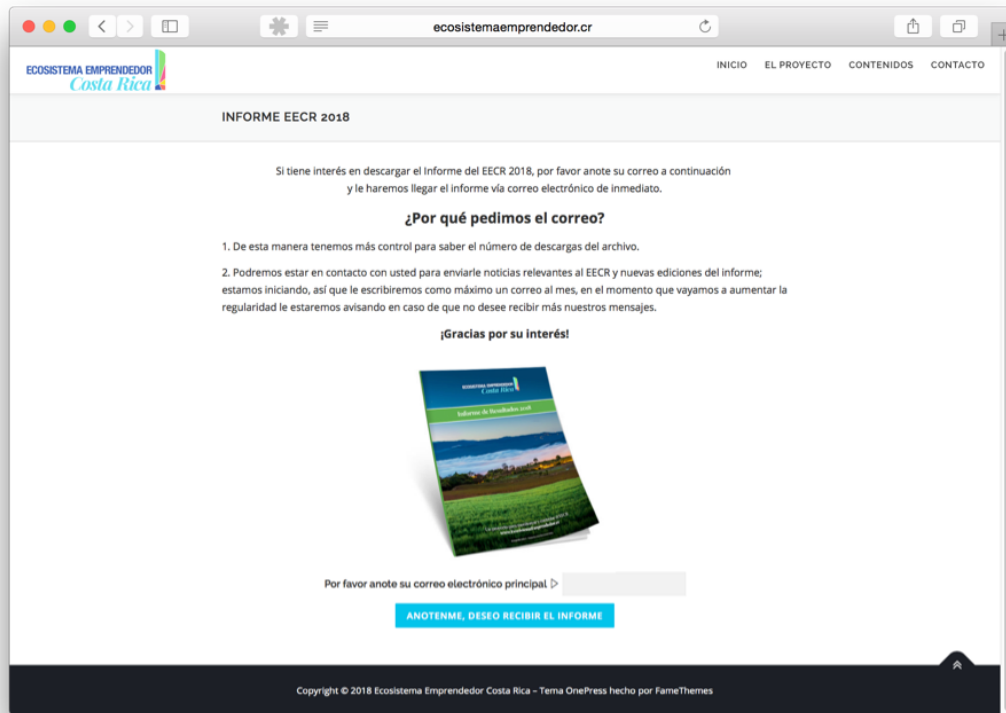 ecosistemaemprendedor.cr
ECOSISTEMA EMPRENDEDOR
Costa Rica
INICIO EL PROYECTO CONTENIDOS CONTACTO
INFORME EECR 2018
Si tiene interés en descargar el Informe del EECR 2018, por favor anote su correo a continuación
y le haremos llegar el informe vía correo electrónico de inmediato.
¿Por qué pedimos el correo?
1. De esta manera tenemos más control para saber el número de descargas del archivo.
2. Podremos estar en contacto con usted para enviarle noticias relevantes al EECR y nuevas ediciones del informe;
estamos iniciando, así que le escribiremos como máximo un correo al mes, en el momento que vayamos a aumentar la
regularidad le estaremos avisando en caso de que no desee recibir más nuestros mensajes.
¡Gracias por su interés!
ECOSISTEMA EMPRENDEDOR
Costa Rica
Informe de Resultados 2018
www.ecosistemaemprendedor.cr
Por favor anote su correo electrónico principal
ANOTENME, DESEO RECIBIR EL INFORME
Copyright © 2018 Ecosistema Emprendedor Costa Rica – Tema OnePress hecho por FameThemes